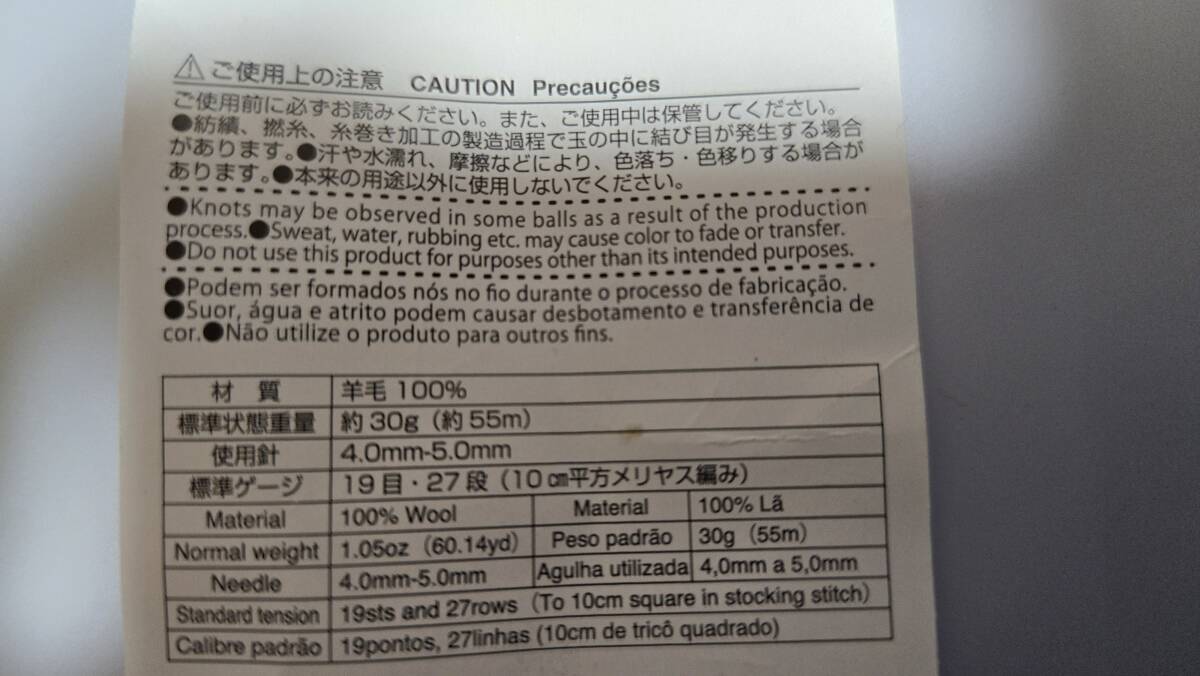 ⚠ご使用上の注意 CAUTION Precauções
ご使用前に必ずお読みください。また、ご使用中は保管してください。
●紡績、撚糸、糸巻き加工の製造過程で玉の中に結び目が発生する場合
があります。●汗や水濡れ、摩擦などにより、色落ち・色移りする場合が
あります。●本来の用途以外に使用しないでください。
●Knots may be observed in some balls as a result of the production
process.●Sweat, water, rubbing etc. may cause color to fade or transfer.
●Do not use this product for purposes other than its intended purposes.
●Podem ser formados nós no fio durante o processo de fabricação.
●Suor, água e atrito podem causar desbotamento e transferência de
cor.●Não utilize o produto para outros fins.
材 質 羊毛 100%
標準状態重量 約30g（約55m）
使用針 4.0mm-5.0mm
標準ゲージ 19目・27段（10㎝平方メリヤス編み）
Material 100% Wool Material 100% Lã
Normal weight 1.05oz（60.14yd） Peso padrão 30g（55m）
Needle 4.0mm-5.0mm Agulha utilizada 4,0mm a 5,0mm
Standard tension 19sts and 27rows（To 10cm square in stocking stitch）
Calibre padrão 19pontos, 27linhas (10cm de tricô quadrado)